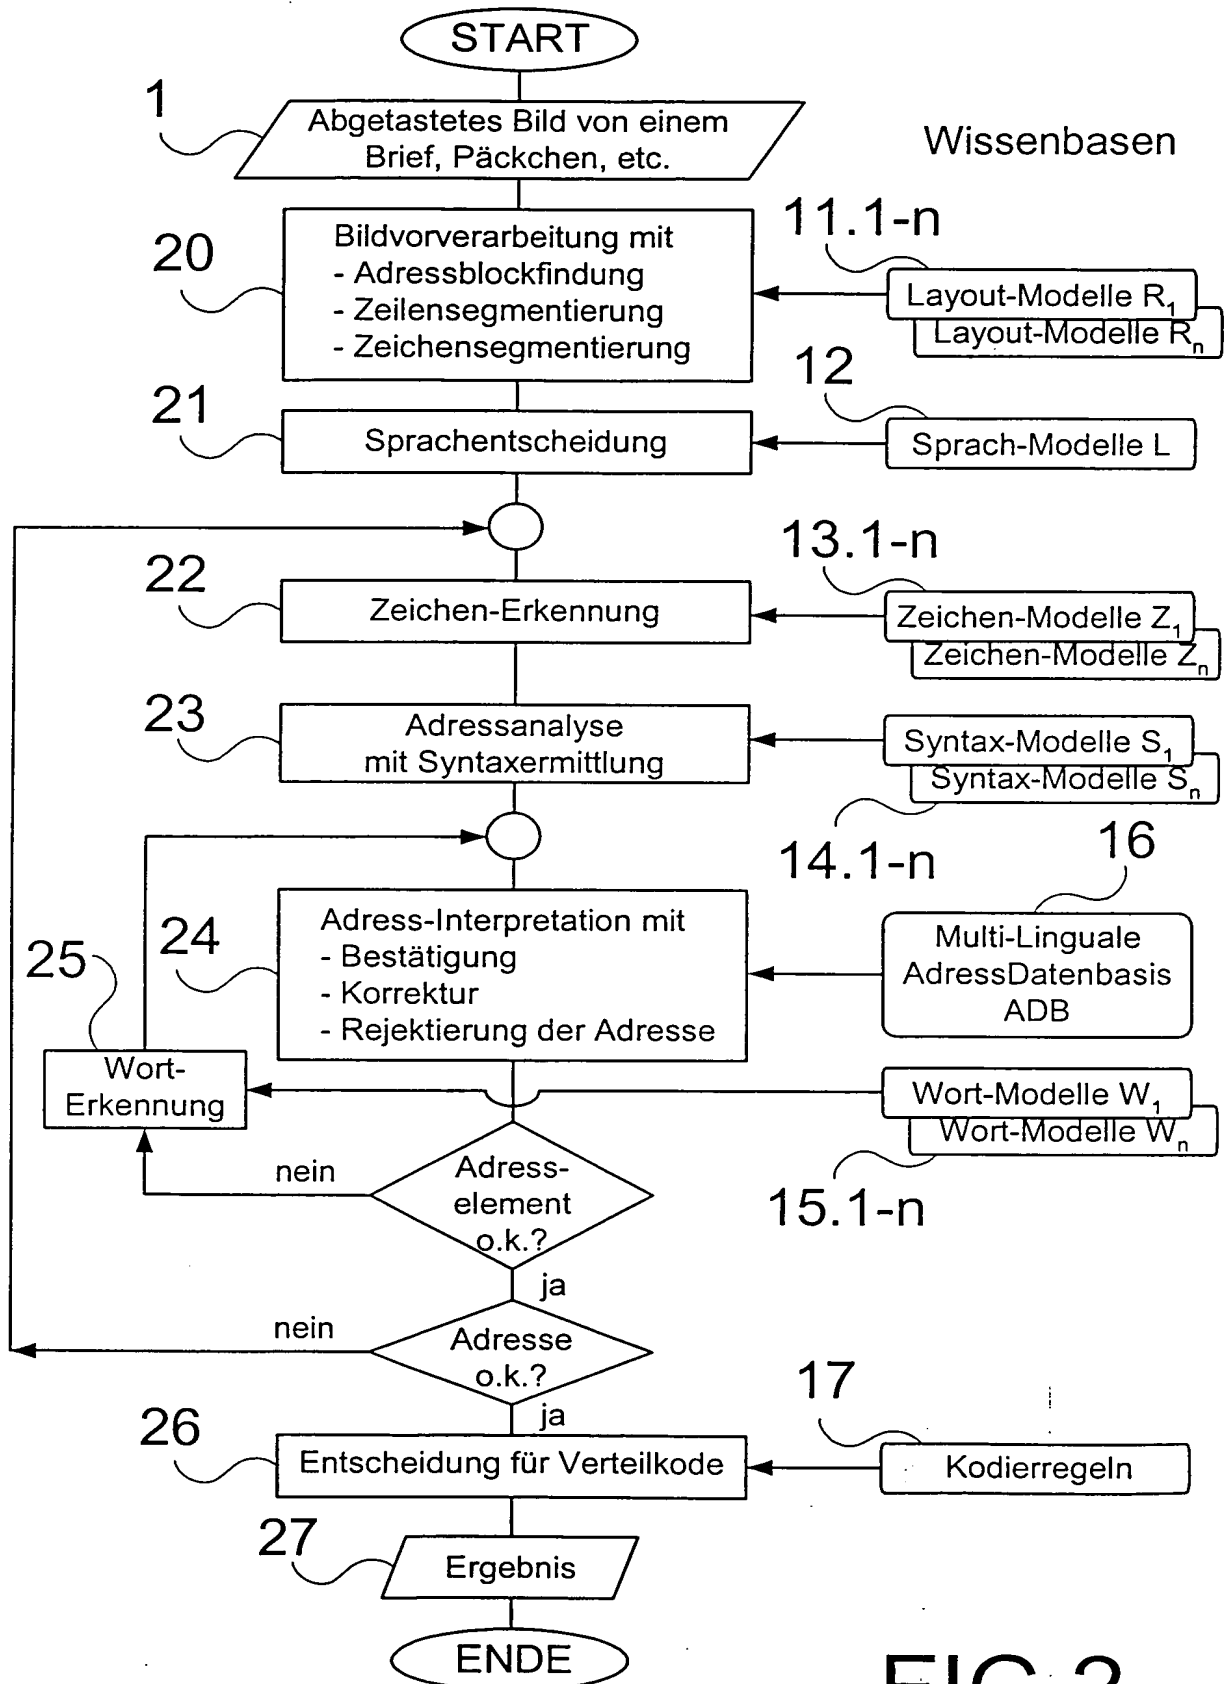 START
1
Abgetastetes Bild von einem
Brief, Päckchen, etc.
Wissenbasen
20
Bildvorverarbeitung mit
- Adressblockfindung
- Zeilensegmentierung
- Zeichensegmentierung
11.1-n
Layout-Modelle R1
Layout-Modelle Rn
21
Sprachentscheidung
12
Sprach-Modelle L
22
Zeichen-Erkennung
13.1-n
Zeichen-Modelle Z1
Zeichen-Modelle Zn
23
Adressanalyse
mit Syntaxermittlung
Syntax-Modelle S1
Syntax-Modelle Sn
14.1-n
24
Adress-Interpretation mit
- Bestätigung
- Korrektur
- Rejektierung der Adresse
16
Multi-Linguale
AdressDatenbasis
ADB
25
Wort-
Erkennung
Wort-Modelle W1
Wort-Modelle Wn
15.1-n
nein
Adress-
element
o.k.?
ja
nein
Adresse
o.k.?
ja
26
Entscheidung für Verteilkode
17
Kodierregeln
27
Ergebnis
ENDE
FIG 2